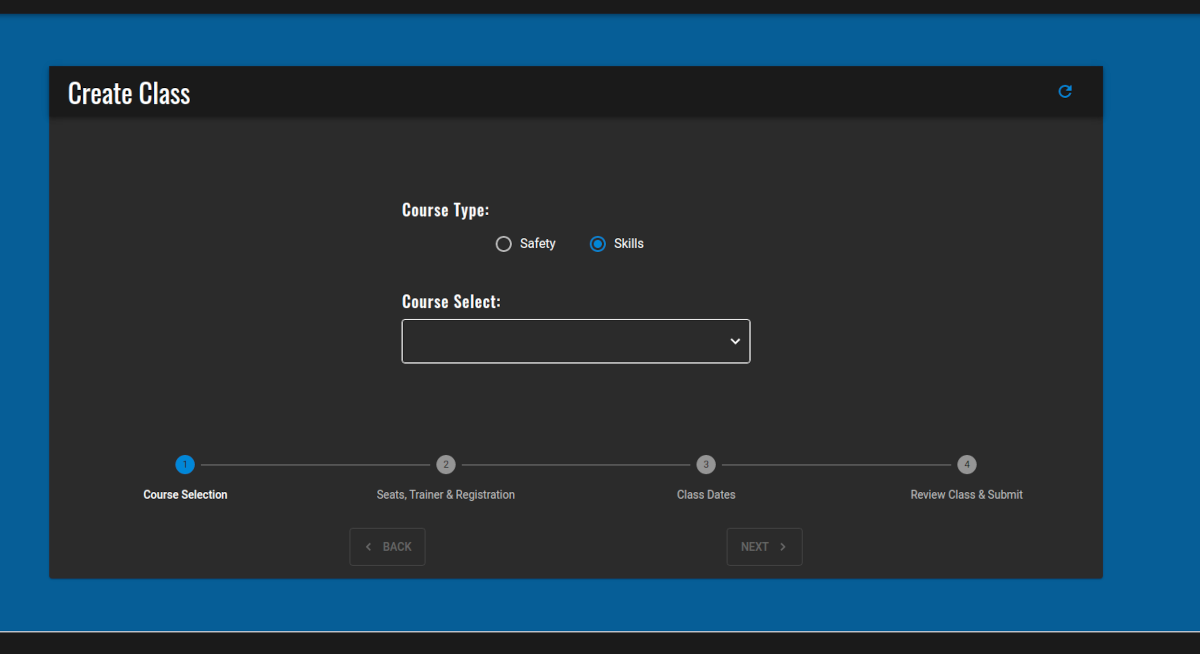 Create Class
Course Type:
Safety Skills
Course Select:
1 2 3 4
Course Selection Seats, Trainer & Registration Class Dates Review Class & Submit
BACK NEXT